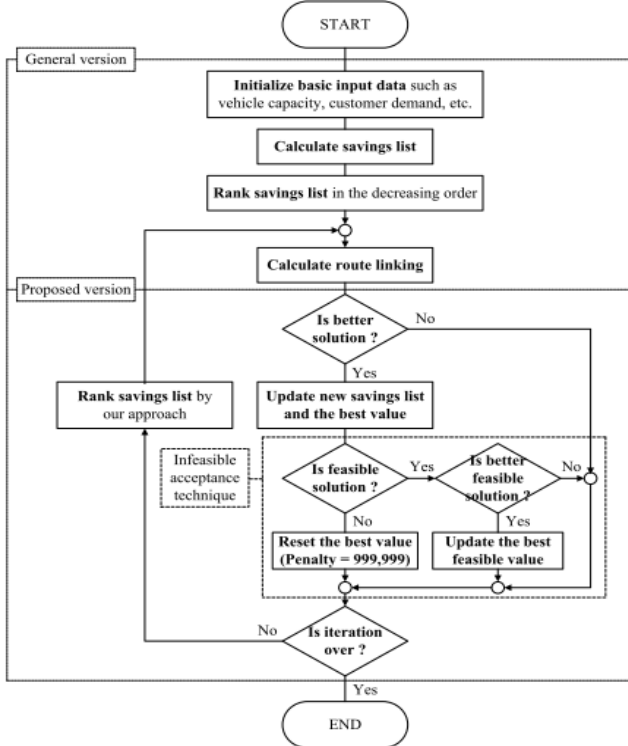 START
General version
Initialize basic input data such as
vehicle capacity, customer demand, etc.
Calculate savings list
Rank savings list in the decreasing order
Calculate route linking
Proposed version
Is better
solution ?
No
Yes
Rank savings list by
our approach
Update new savings list
and the best value
Infeasible
acceptance
technique
Is feasible
solution ?
Yes
Is better
feasible
solution ?
No
No
Yes
Reset the best value
(Penalty = 999,999)
Update the best
feasible value
No
Is iteration
over ?
Yes
END